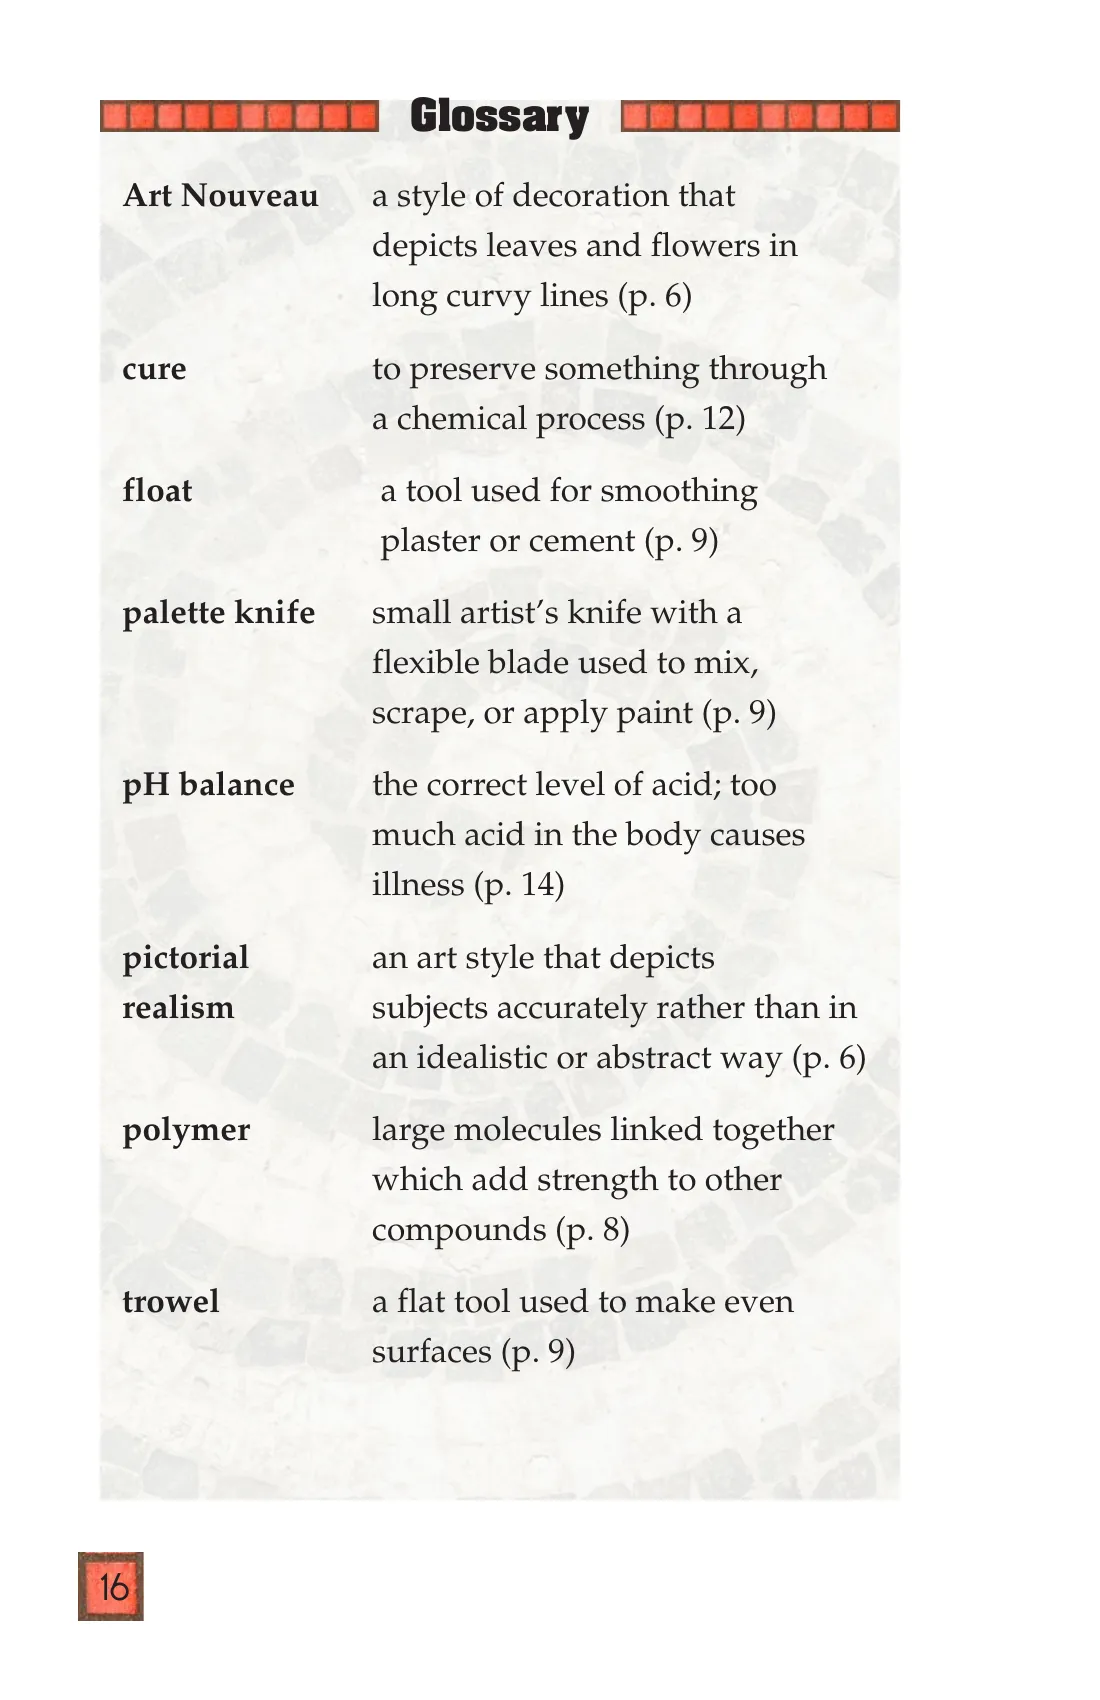 Glossary
Art Nouveau a style of decoration that
depicts leaves and flowers in
long curvy lines (p. 6)
cure to preserve something through
a chemical process (p. 12)
float a tool used for smoothing
plaster or cement (p. 9)
palette knife small artist’s knife with a
flexible blade used to mix,
scrape, or apply paint (p. 9)
pH balance the correct level of acid; too
much acid in the body causes
illness (p. 14)
pictorial an art style that depicts
realism subjects accurately rather than in
an idealistic or abstract way (p. 6)
polymer large molecules linked together
which add strength to other
compounds (p. 8)
trowel a flat tool used to make even
surfaces (p. 9)
16